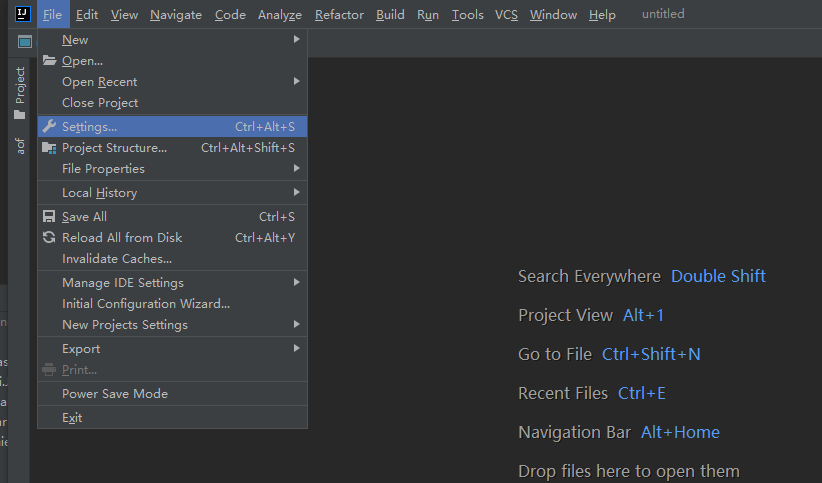 IJ File Edit View Navigate Code Analyze Refactor Build Run Tools VCS Window Help untitled
Project
aof
New
Open...
Open Recent
Close Project
Settings... Ctrl+Alt+S
Project Structure... Ctrl+Alt+Shift+S
File Properties
Local History
Save All Ctrl+S
Reload All from Disk Ctrl+Alt+Y
Invalidate Caches...
Manage IDE Settings
Initial Configuration Wizard...
New Projects Settings
Export
Print...
Power Save Mode
Exit
Search Everywhere Double Shift
Project View Alt+1
Go to File Ctrl+Shift+N
Recent Files Ctrl+E
Navigation Bar Alt+Home
Drop files here to open them